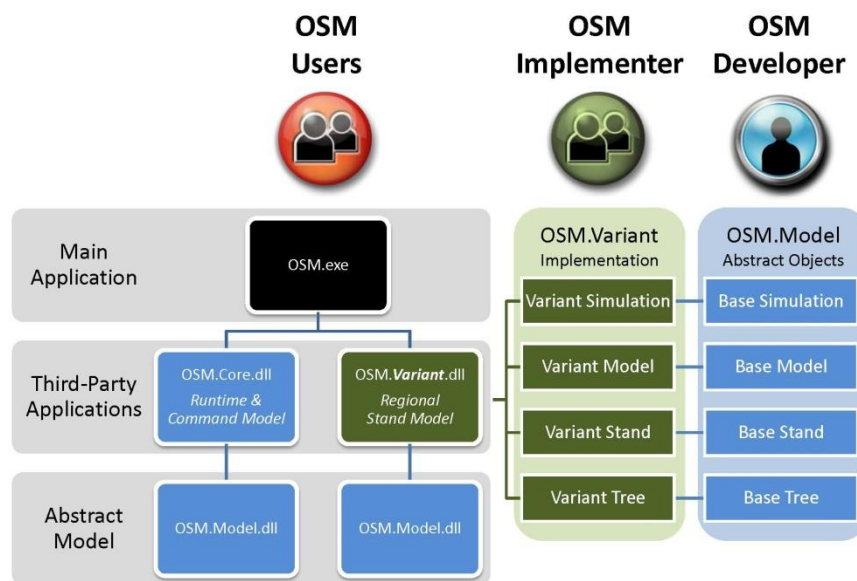 OSM
Users
OSM
Implementer
OSM
Developer
Main
Application
OSM.exe
Third-Party
Applications
OSM.Core.dll
Runtime &
Command Model
OSM.Variant.dll
Regional
Stand Model
Abstract
Model
OSM.Model.dll
OSM.Model.dll
OSM.Variant
Implementation
Variant Simulation
Variant Model
Variant Stand
Variant Tree
OSM.Model
Abstract Objects
Base Simulation
Base Model
Base Stand
Base Tree